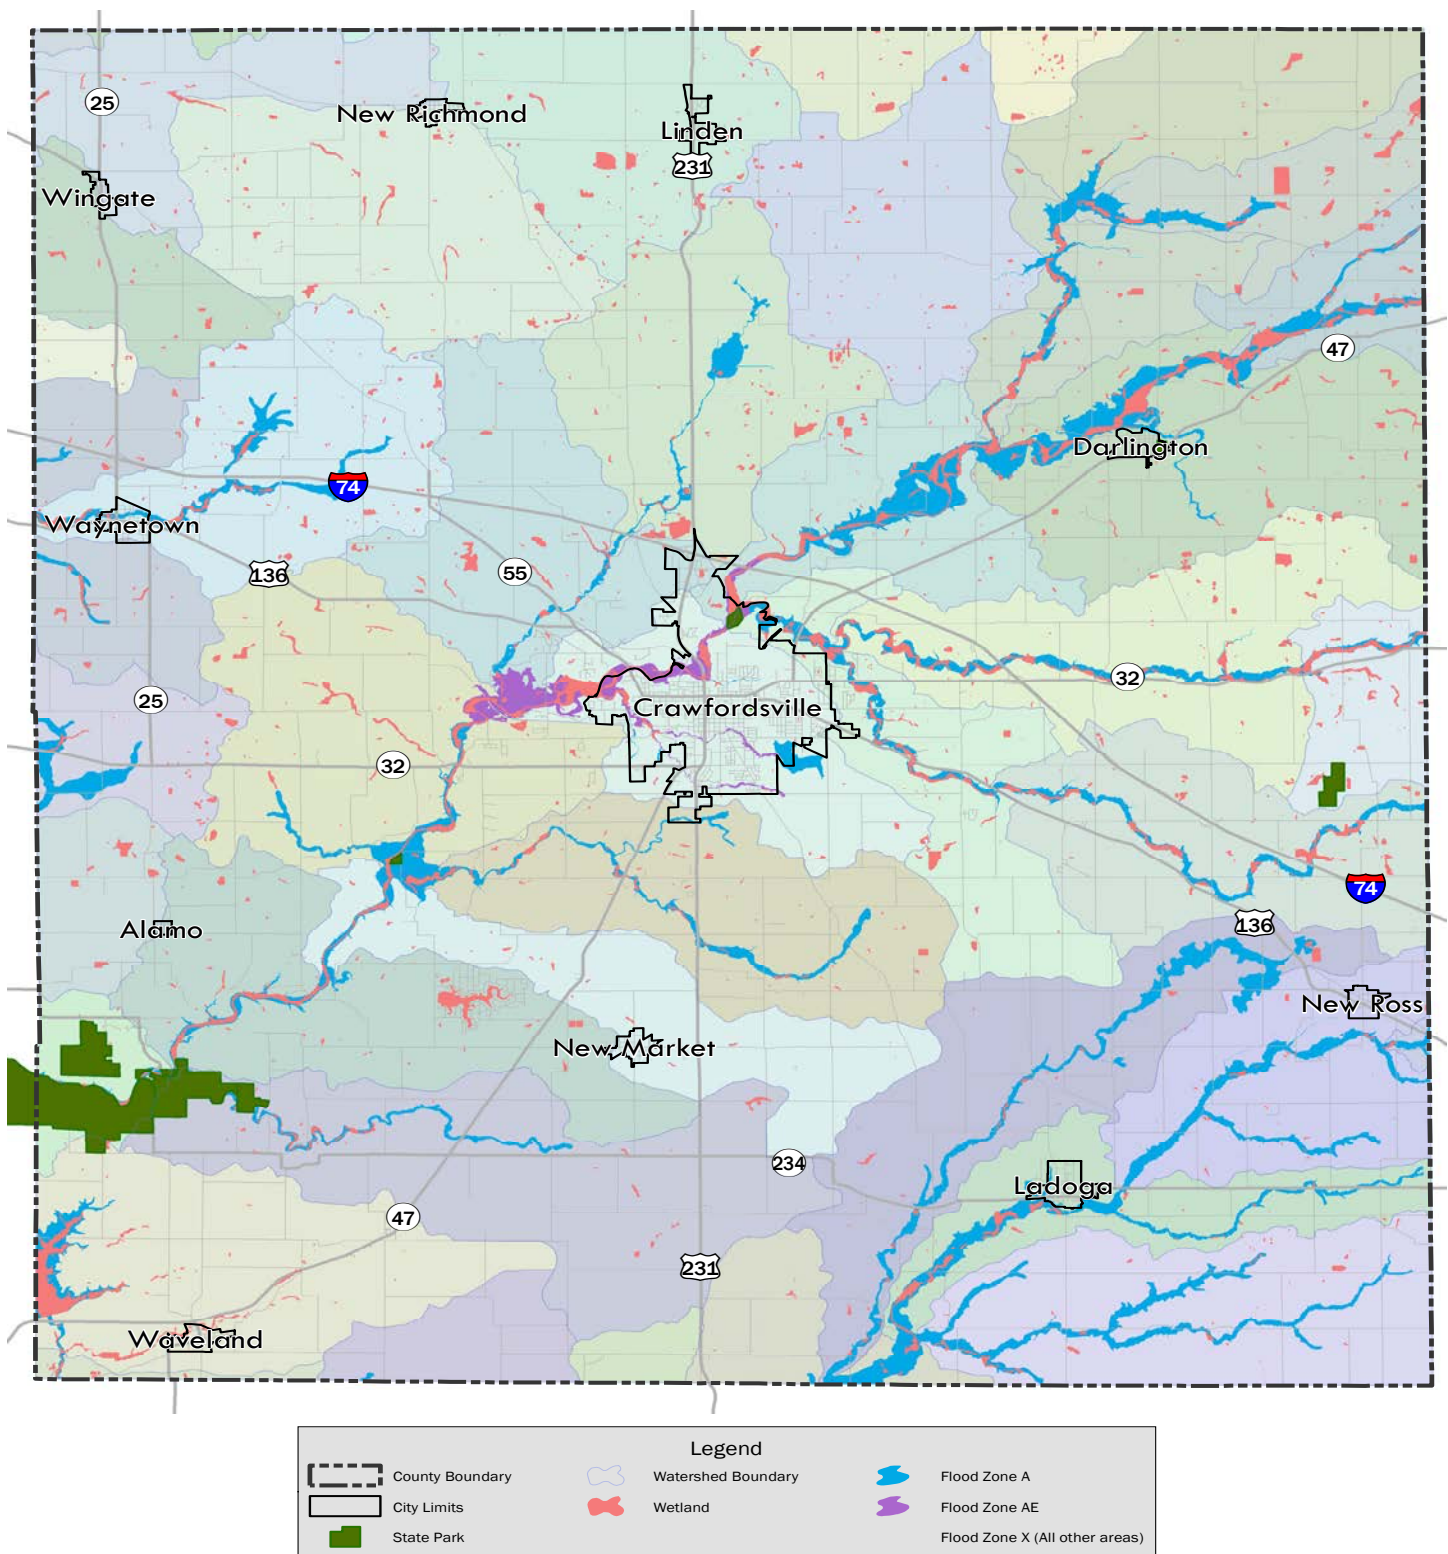 25
New Richmond
Linden
231
Wingate
47
Darlington
74
Waynetown
136
55
32
25
Crawfordsville
32
74
Alamo
136
New Ross
New Market
234
Ladoga
47
231
Waveland
Legend
County Boundary
Watershed Boundary
Flood Zone A
City Limits
Wetland
Flood Zone AE
State Park
Flood Zone X (All other areas)